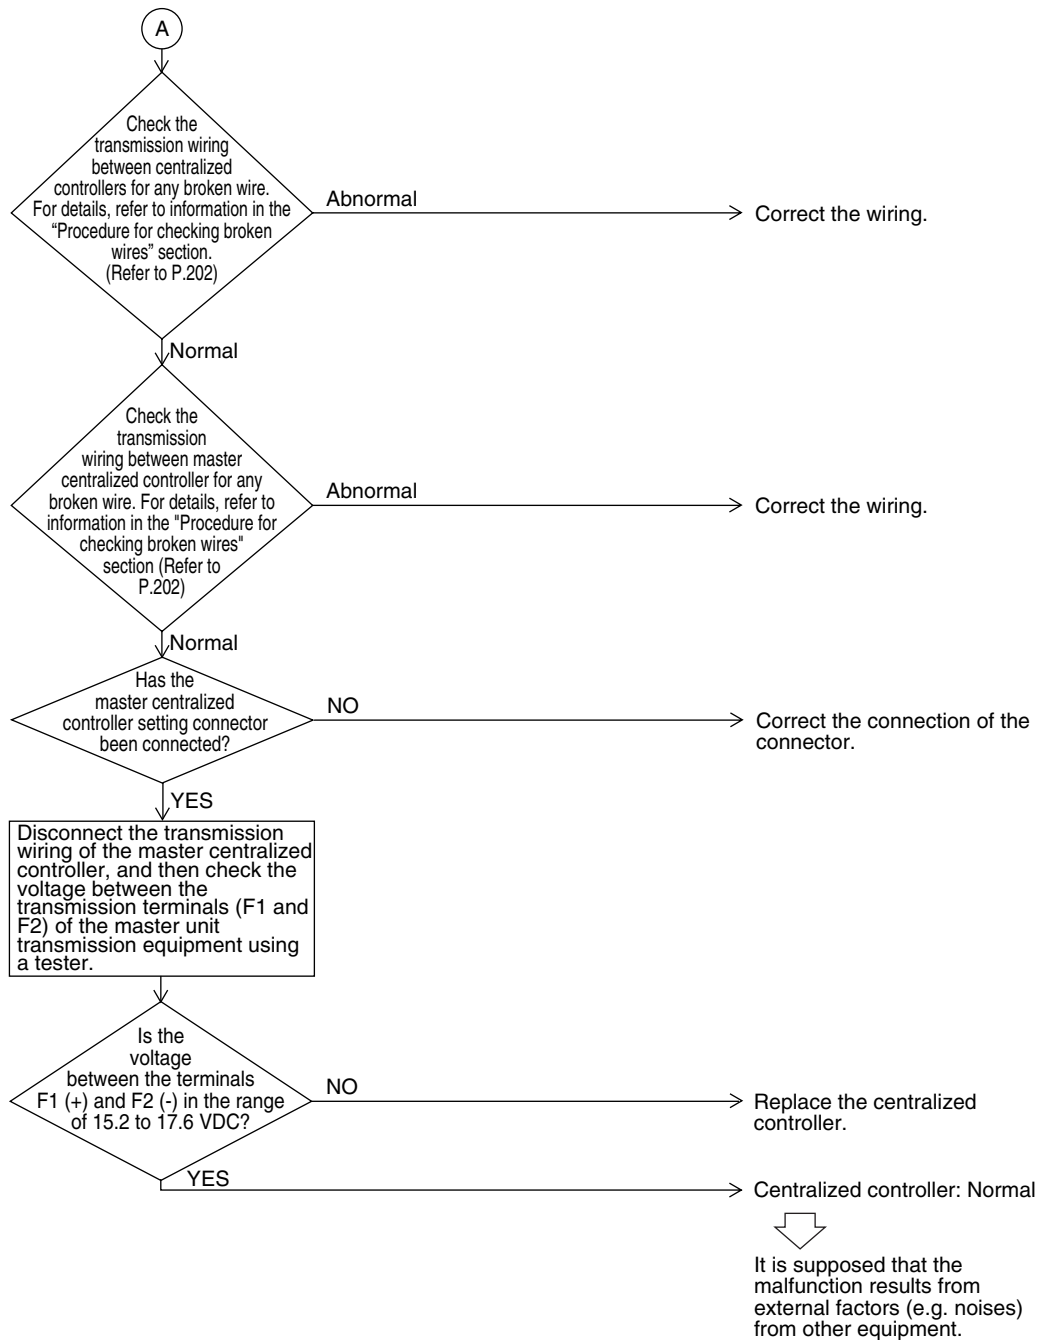 A
Check the
transmission wiring
between centralized
controllers for any broken wire.
For details, refer to information in the
“Procedure for checking broken
wires” section.
(Refer to P.202)
Abnormal
Correct the wiring.
Normal
Check the
transmission
wiring between master
centralized controller for any
broken wire. For details, refer to
information in the "Procedure for
checking broken wires"
section (Refer to
P.202)
Abnormal
Correct the wiring.
Normal
Has the
master centralized
controller setting connector
been connected?
NO
Correct the connection of the
connector.
YES
Disconnect the transmission
wiring of the master centralized
controller, and then check the
voltage between the
transmission terminals (F1 and
F2) of the master unit
transmission equipment using
a tester.
Is the
voltage
between the terminals
F1 (+) and F2 (-) in the range
of 15.2 to 17.6 VDC?
NO
Replace the centralized
controller.
YES
Centralized controller: Normal
It is supposed that the
malfunction results from
external factors (e.g. noises)
from other equipment.